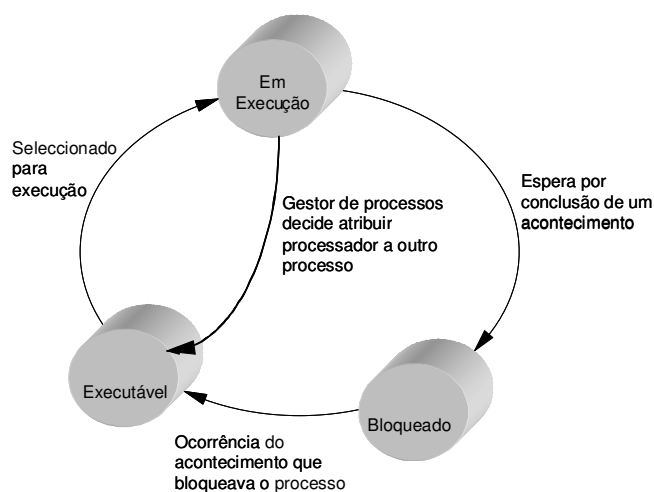 Em
Execução
Seleccionado
para
execução
Gestor de processos
decide atribuir
processador a outro
processo
Espera por
conclusão de um
acontecimento
Executável
Bloqueado
Ocorrência do
acontecimento que
bloqueava o processo